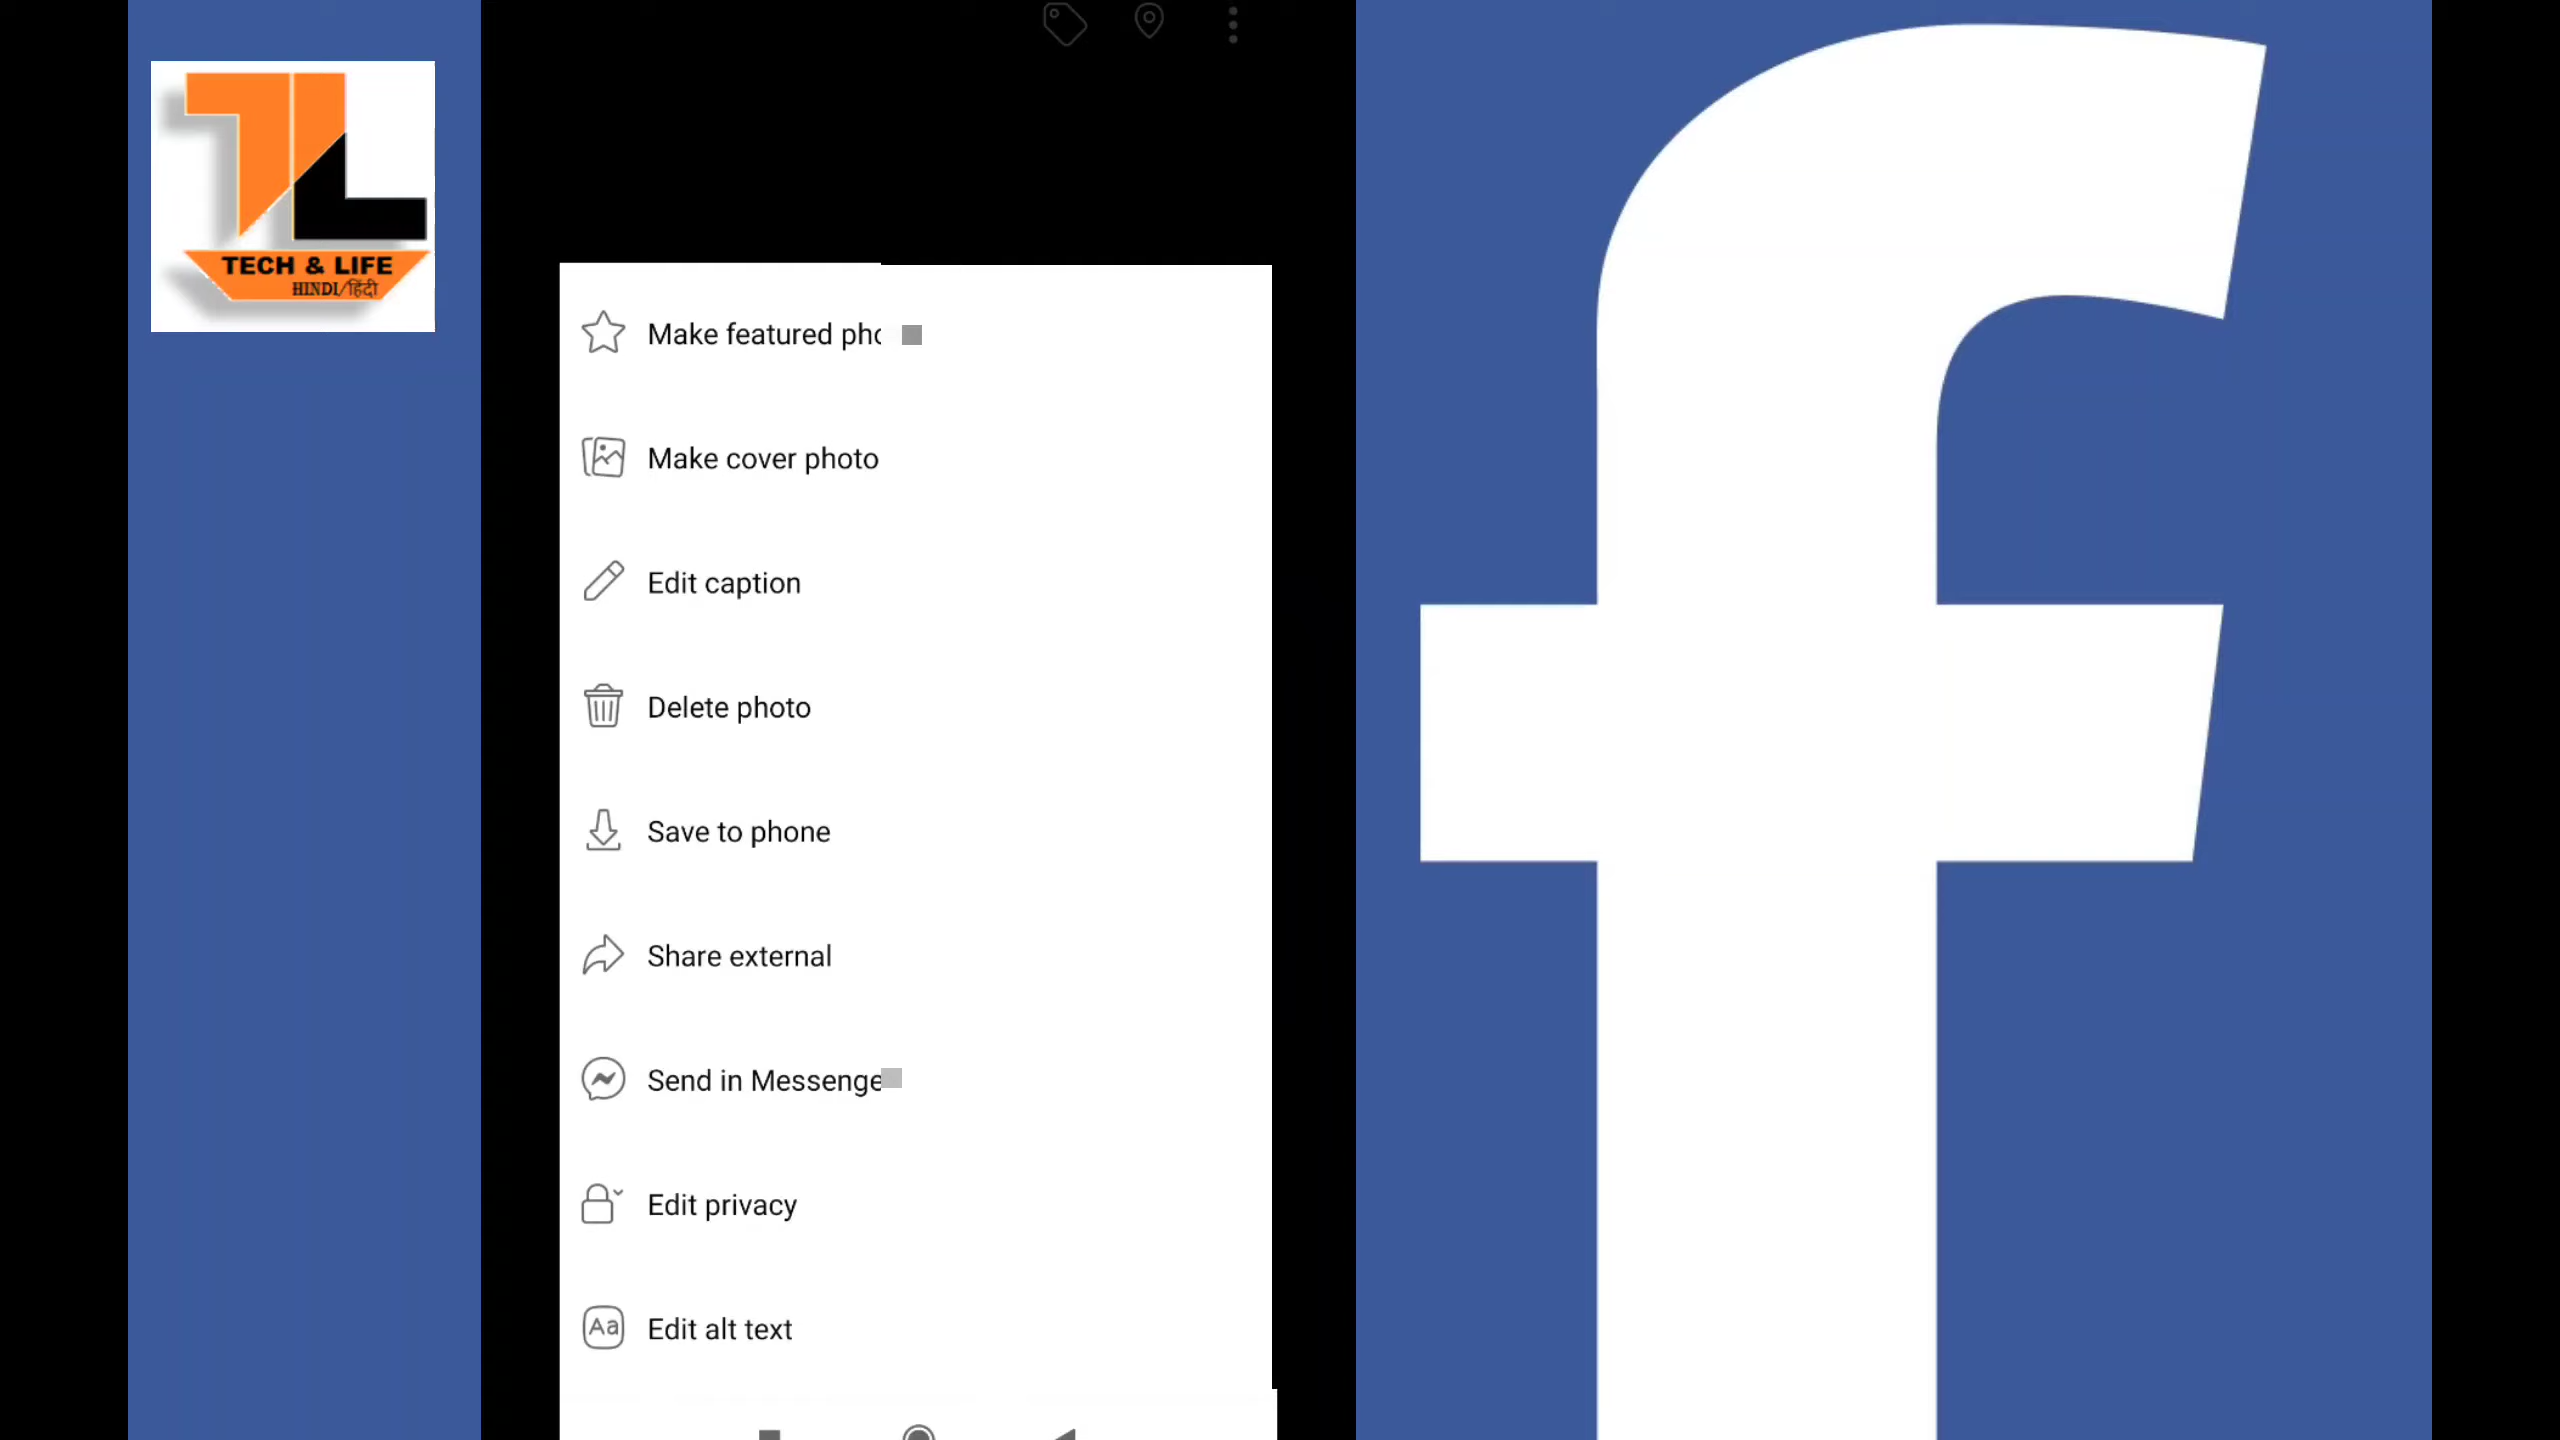 TECH & LIFE
HINDI/हिंदी
Make featured pho
Make cover photo
Edit caption
Delete photo
Save to phone
Share external
Send in Messenge
Edit privacy
Aa Edit alt text